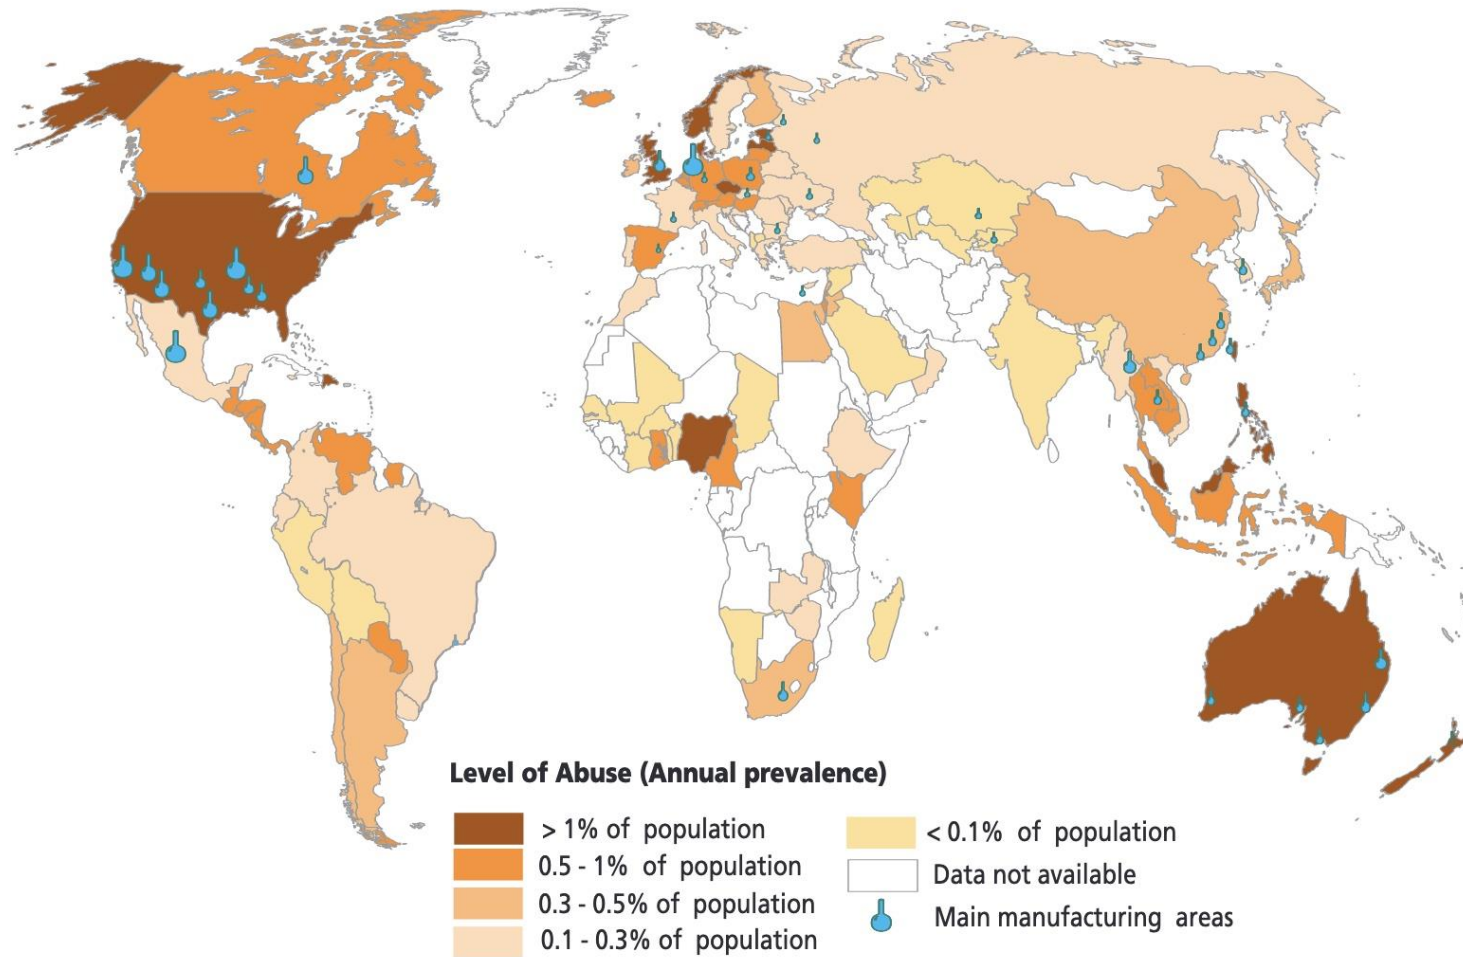 Level of Abuse (Annual prevalence)
> 1% of population
0.5 - 1% of population
0.3 - 0.5% of population
0.1 - 0.3% of population
< 0.1% of population
Data not available
Main manufacturing areas